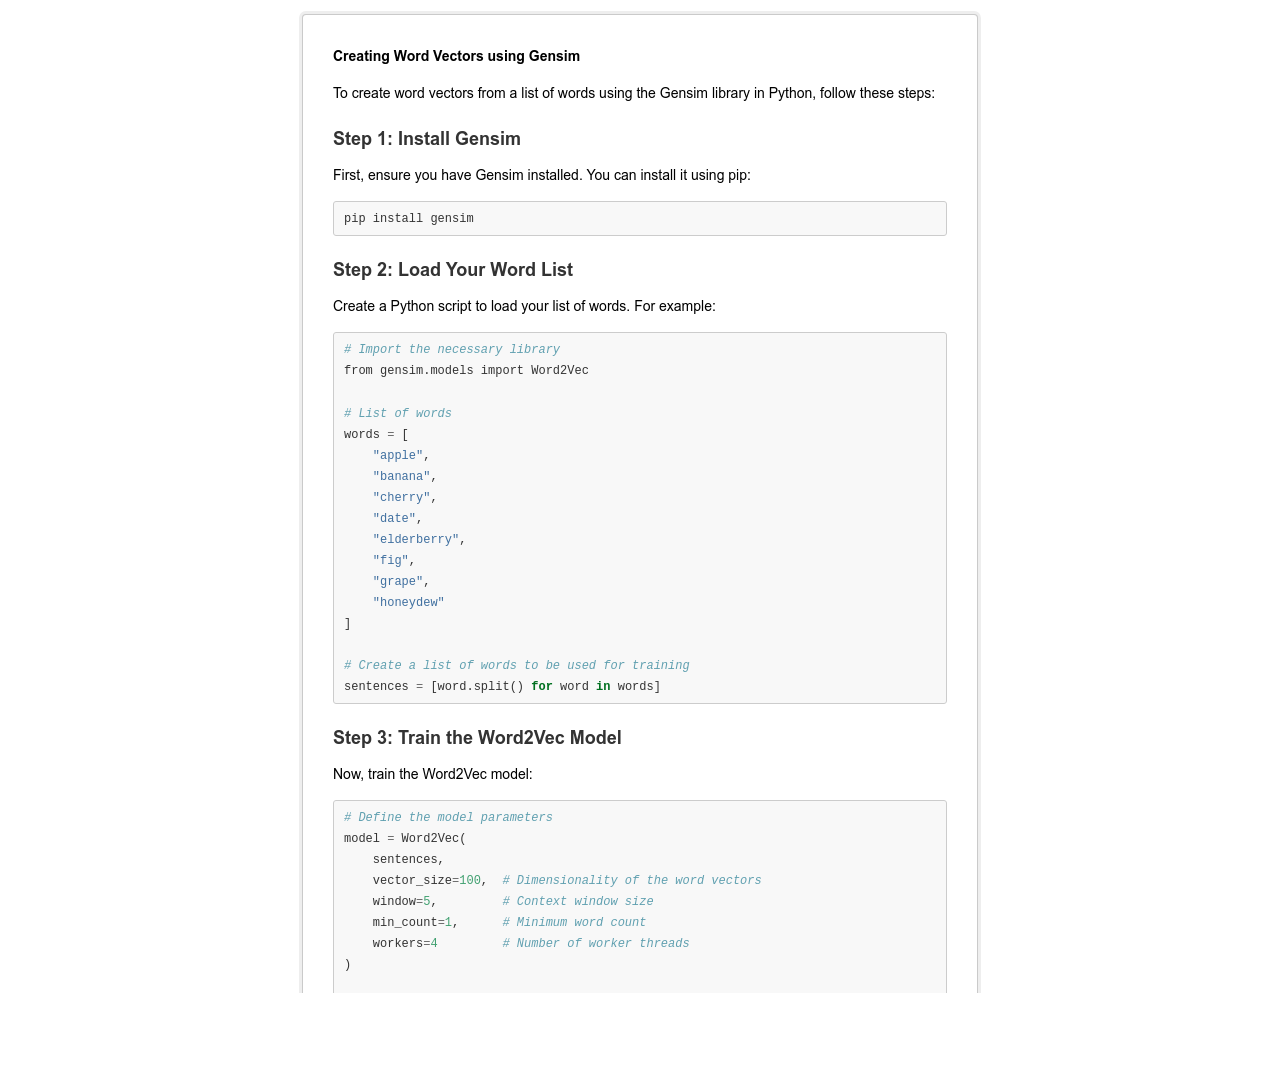 Creating Word Vectors using Gensim
To create word vectors from a list of words using the Gensim library in Python, follow these steps:
Step 1: Install Gensim
First, ensure you have Gensim installed. You can install it using pip:
pip install gensim
Step 2: Load Your Word List
Create a Python script to load your list of words. For example:
# Import the necessary library
from gensim.models import Word2Vec
# List of words
words = [
    "apple",
    "banana",
    "cherry",
    "date",
    "elderberry",
    "fig",
    "grape",
    "honeydew"
]
# Create a list of words to be used for training
sentences = [word.split() for word in words]
Step 3: Train the Word2Vec Model
Now, train the Word2Vec model:
# Define the model parameters
model = Word2Vec(
    sentences,
    vector_size=100,  # Dimensionality of the word vectors
    window=5,         # Context window size
    min_count=1,      # Minimum word count
    workers=4         # Number of worker threads
)